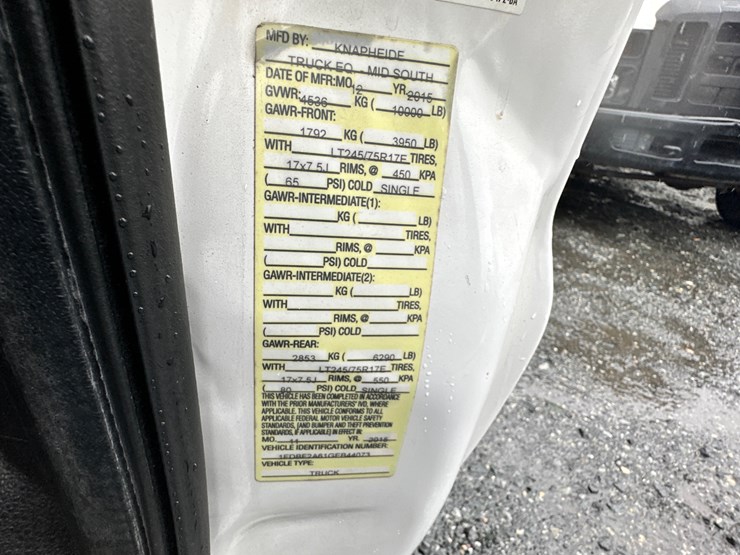 MFD BY: KNAPHEIDE
TRUCK EQ - MID SOUTH
DATE OF MFR:MO. 12 YR. 2015
GVWR: 4536 KG ( 10000 LB)
GAWR-FRONT:
1792 KG ( 3950 LB)
WITH LT245/75R17E TIRES,
17x7.5J RIMS, @ 450 KPA
( 65 PSI) COLD SINGLE
GAWR-INTERMEDIATE(1):
KG ( LB)
WITH TIRES,
RIMS, @ KPA
( PSI) COLD
GAWR-INTERMEDIATE(2):
KG ( LB)
WITH TIRES,
RIMS, @ KPA
( PSI) COLD
GAWR-REAR:
2853 KG ( 6290 LB)
WITH LT245/75R17E TIRES,
17x7.5J RIMS, @ 550 KPA
( 80 PSI) COLD SINGLE
THIS VEHICLE HAS BEEN COMPLETED IN ACCORDANCE
WITH THE PRIOR MANUFACTURERS' IVD, WHERE
APPLICABLE. THIS VEHICLE CONFORMS TO ALL
APPLICABLE FEDERAL MOTOR VEHICLE SAFETY
STANDARDS, (AND BUMPER AND THEFT PREVENTION
STANDARDS, IF APPLICABLE) IN EFFECT IN:
MO. 11 YR. 2015
VEHICLE IDENTIFICATION NUMBER:
VEHICLE TYPE:
TRUCK